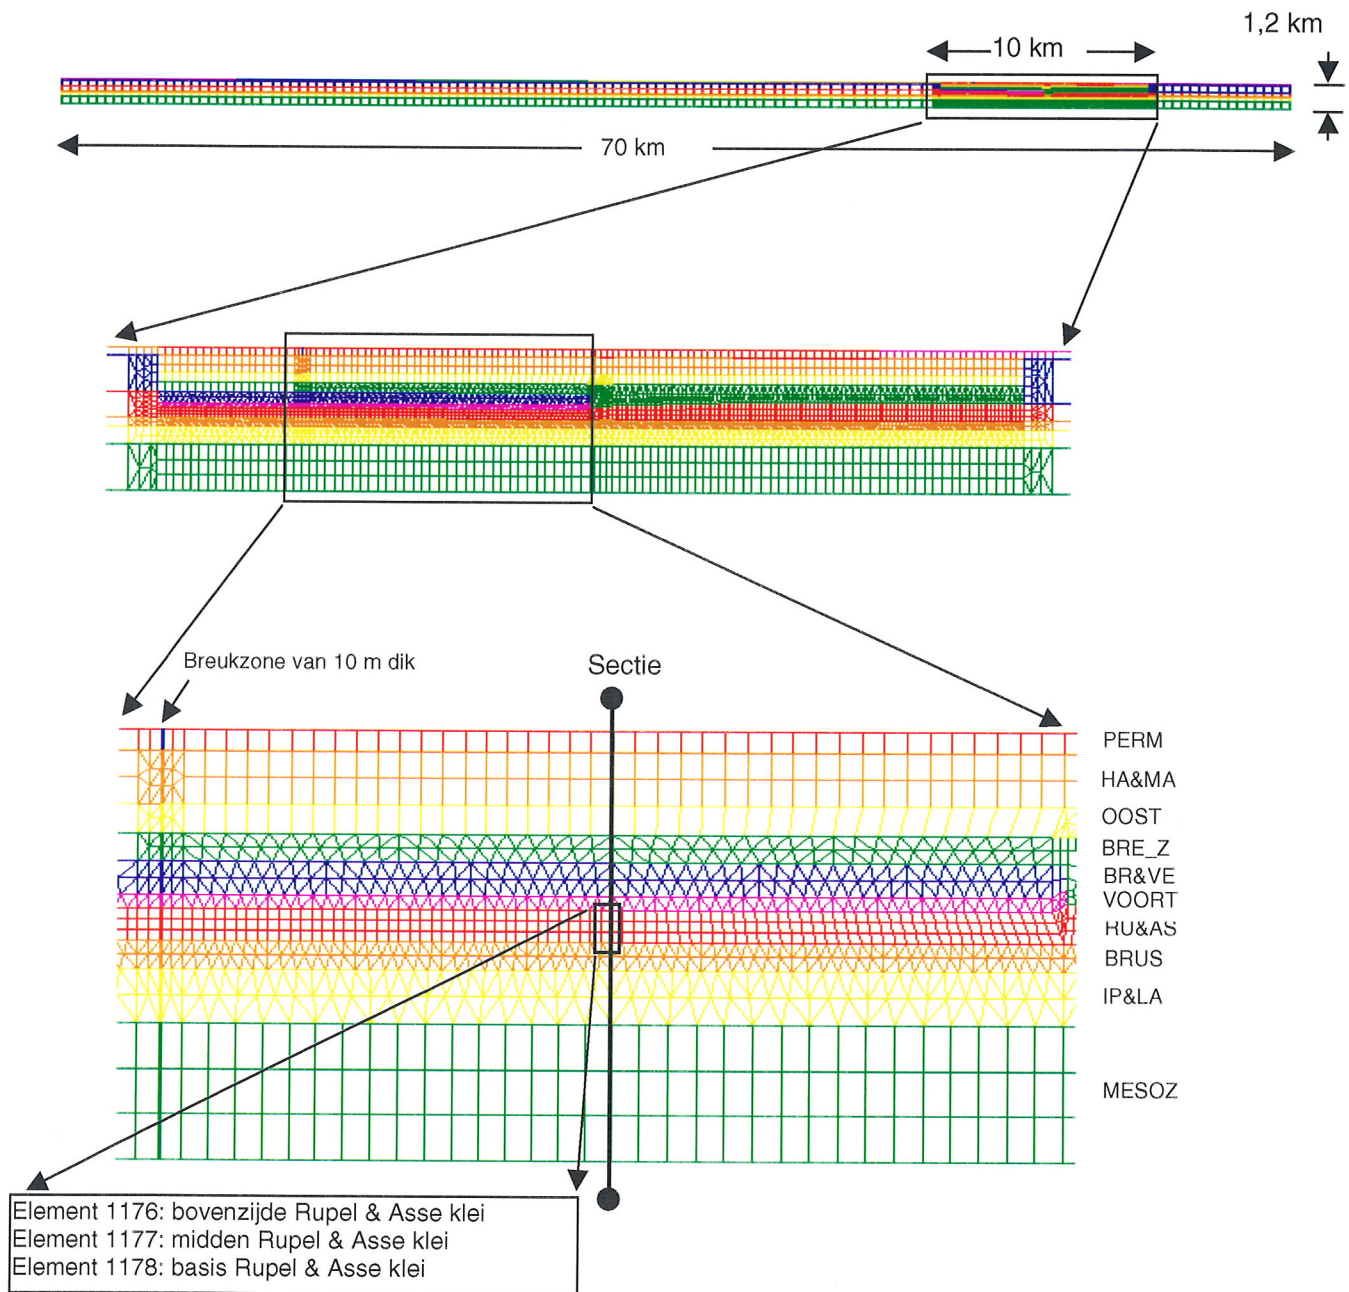 1,2 km
10 km
70 km
Breukzone van 10 m dik
Sectie
PERM
HA&MA
OOST
BRE_Z
BR&VE
VOORT
RU&AS
BRUS
IP&LA
MESOZ
Element 1176: bovenzijde Rupel & Asse klei
Element 1177: midden Rupel & Asse klei
Element 1178: basis Rupel & Asse klei